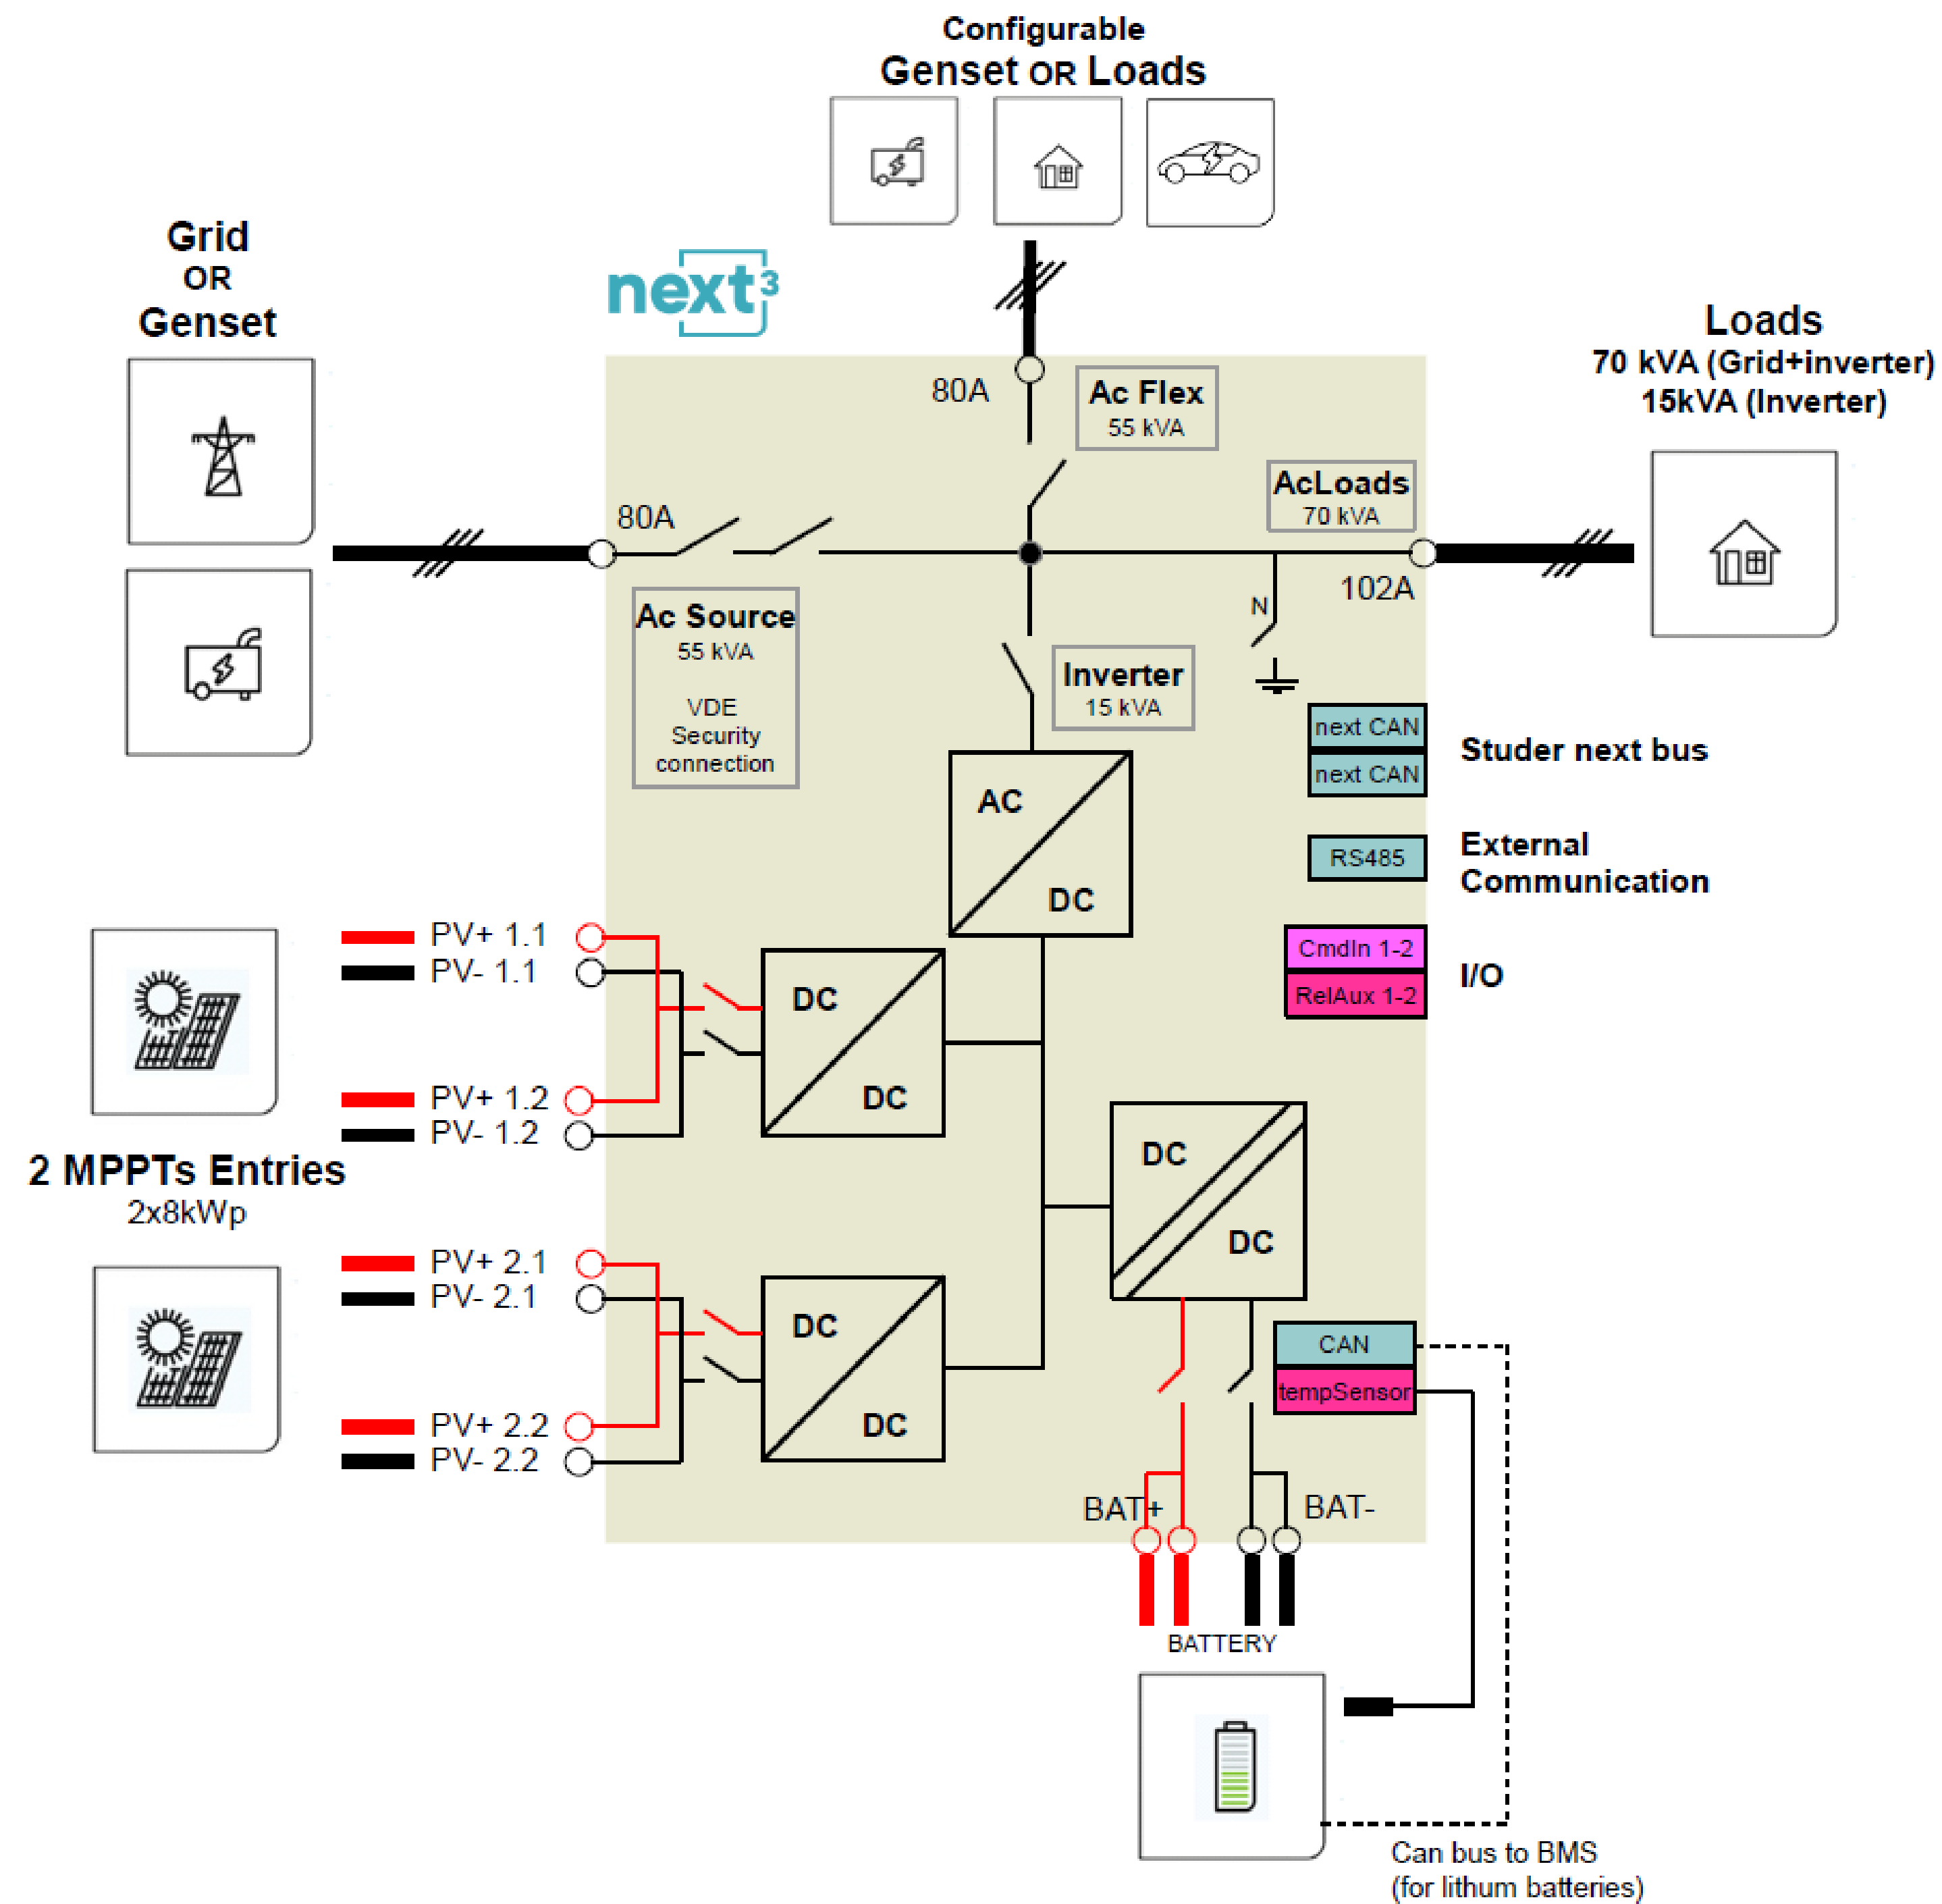 Configurable
Genset OR Loads
Grid
OR
Genset
next3
Loads
70 kVA (Grid+inverter)
15kVA (Inverter)
80A
Ac Flex
55 kVA
80A
AcLoads
70 kVA
102A
Ac Source
55 kVA
VDE
Security
connection
N
Inverter
15 kVA
next CAN
next CAN
Studer next bus
AC
DC
RS485
External
Communication
CmdIn 1-2
RelAux 1-2
I/O
PV+ 1.1
PV- 1.1
DC
DC
PV+ 1.2
PV- 1.2
2 MPPTs Entries
2x8kWp
DC
DC
PV+ 2.1
PV- 2.1
DC
DC
PV+ 2.2
PV- 2.2
CAN
tempSensor
BAT+
BAT-
BATTERY
Can bus to BMS
(for lithum batteries)